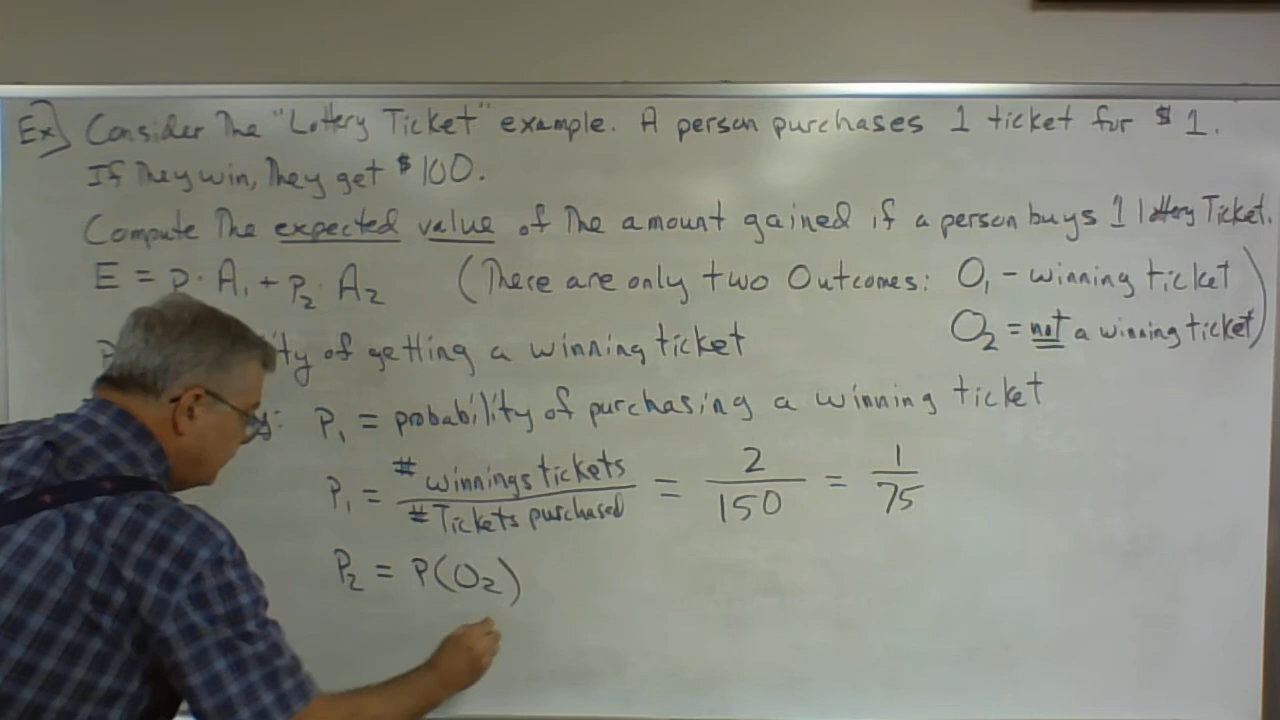 Ex) Consider The "Lottery Ticket" example. A person purchases 1 ticket for $1.
If They win, They get $100.
Compute The expected value of The amount gained if a person buys 1 lottery Ticket.
E = P · A1 + P2 · A2 (There are only two Outcomes: O1 - winning ticket
O2 = not a winning ticket)
ity of getting a winning ticket
P1 = probability of purchasing a winning ticket
P1 = # winnings tickets / # Tickets purchased = 2 / 150 = 1 / 75
P2 = P(O2)